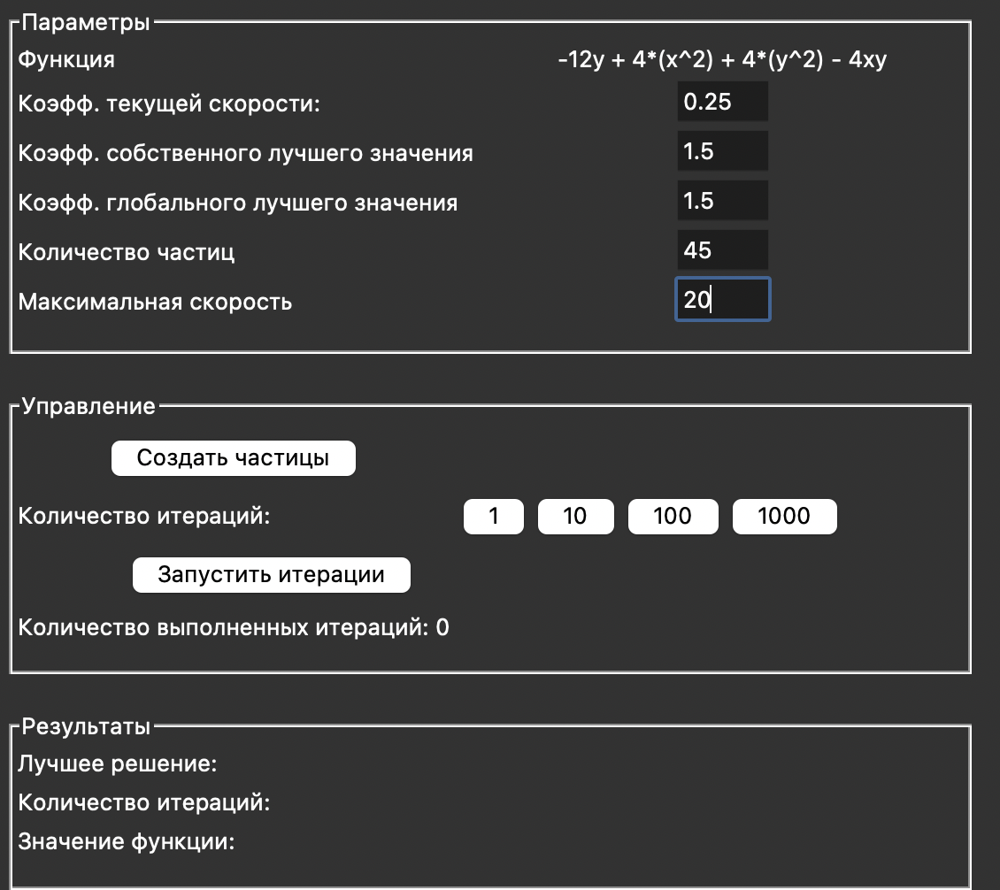 Параметры
Функция -12y + 4*(x^2) + 4*(y^2) - 4xy
Коэфф. текущей скорости: 0.25
Коэфф. собственного лучшего значения 1.5
Коэфф. глобального лучшего значения 1.5
Количество частиц 45
Максимальная скорость 20
Управление
Создать частицы
Количество итераций: 1 10 100 1000
Запустить итерации
Количество выполненных итераций: 0
Результаты
Лучшее решение:
Количество итераций:
Значение функции: